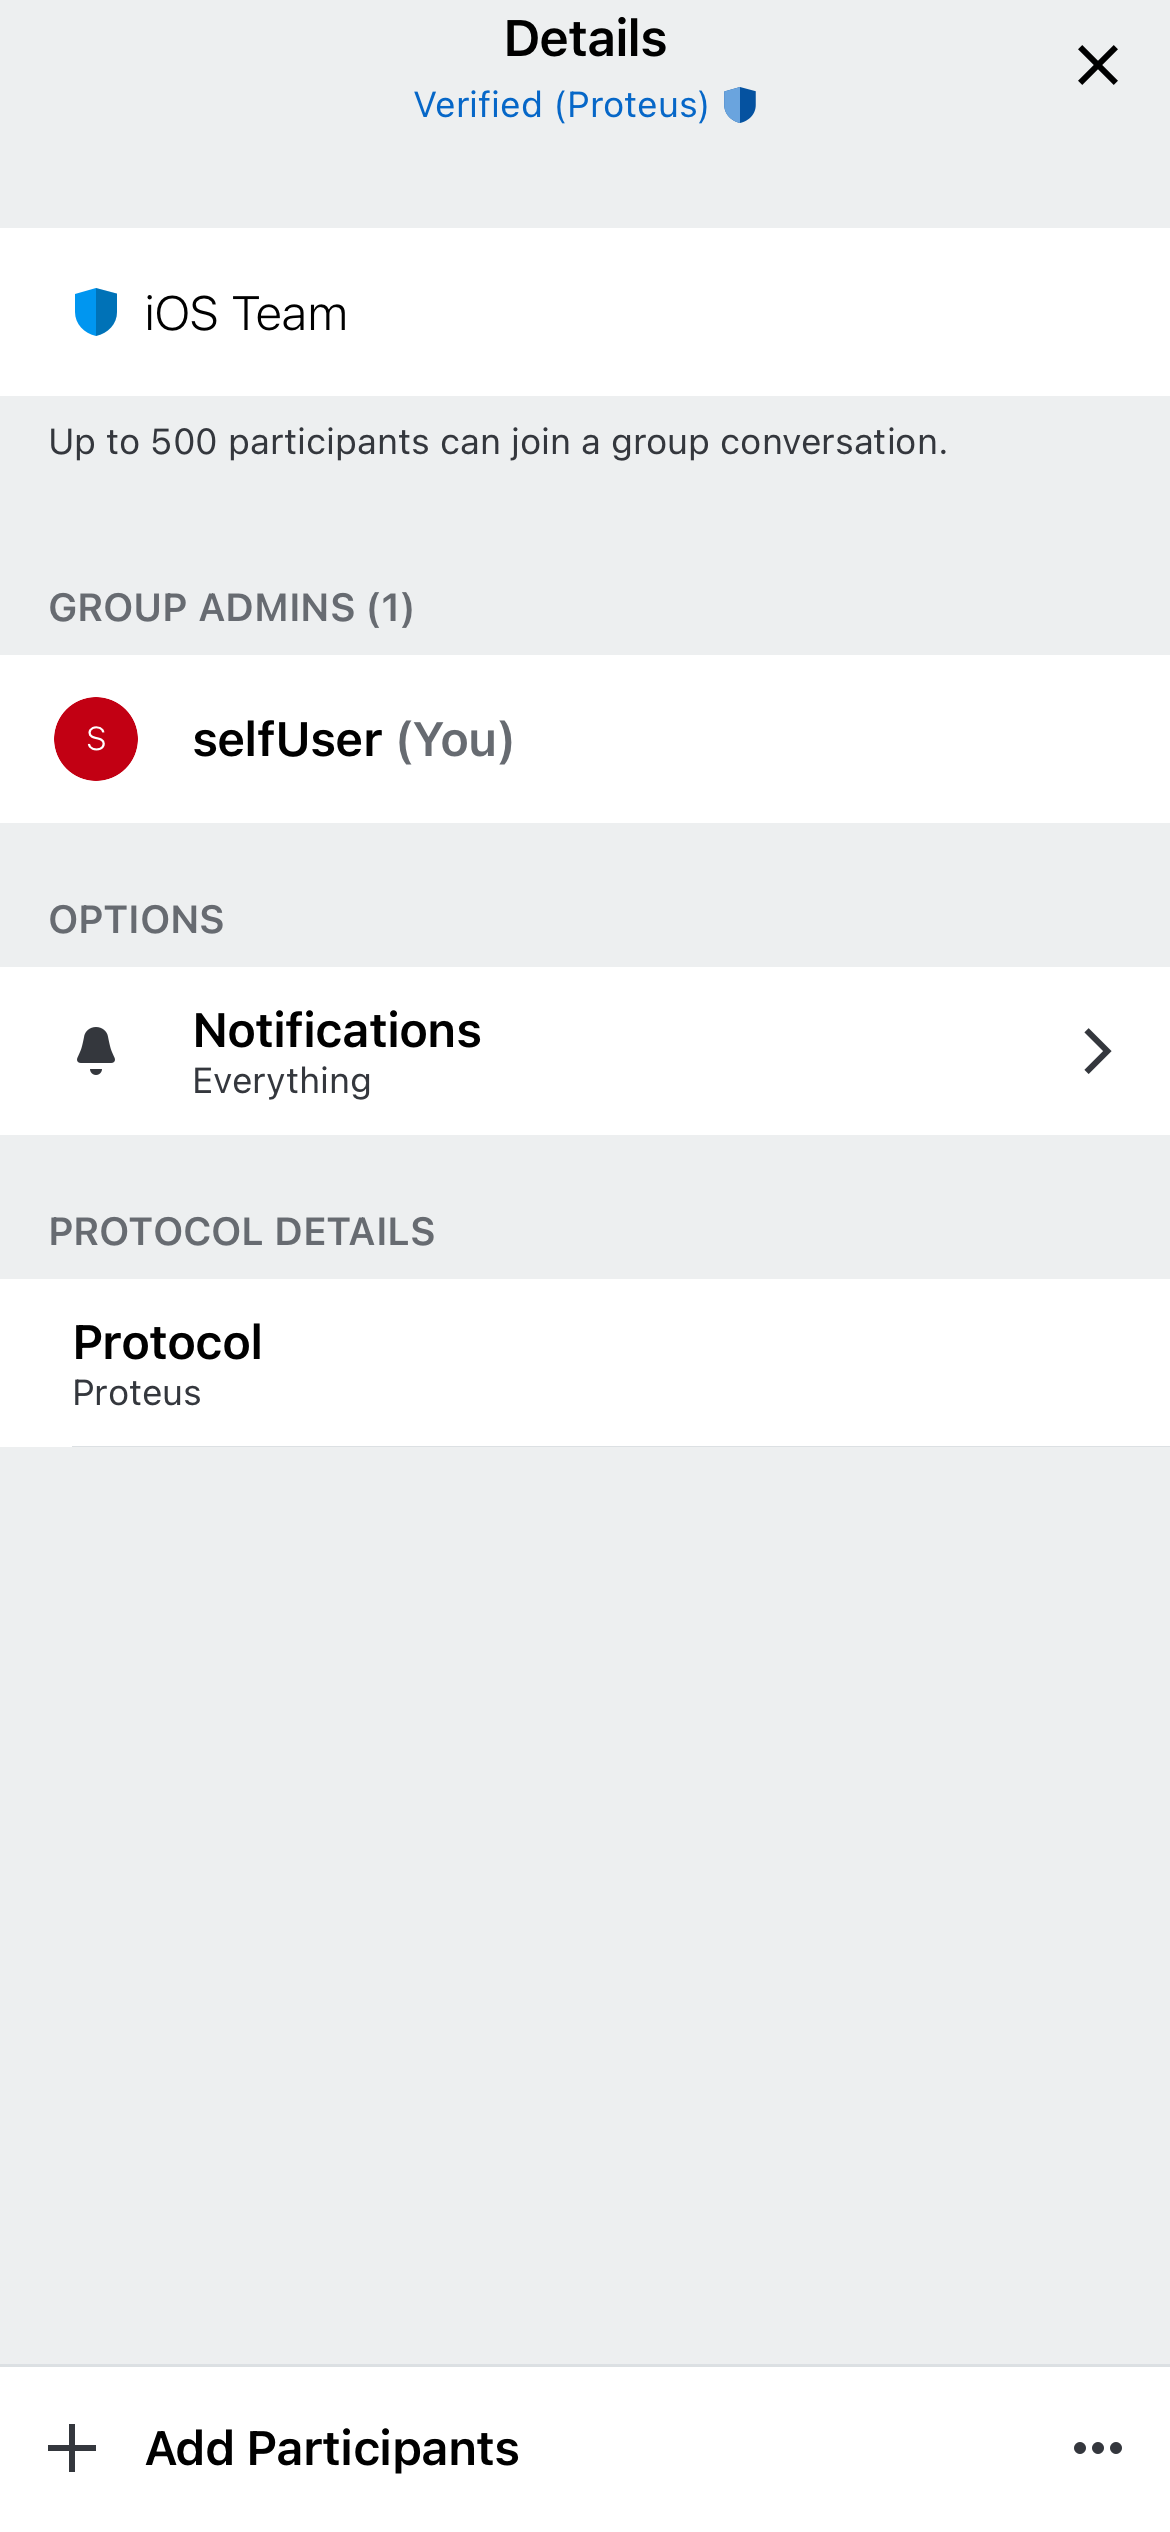 Details
Verified (Proteus)
iOS Team
Up to 500 participants can join a group conversation.
GROUP ADMINS (1)
S
selfUser (You)
OPTIONS
Notifications
Everything
PROTOCOL DETAILS
Protocol
Proteus
Add Participants